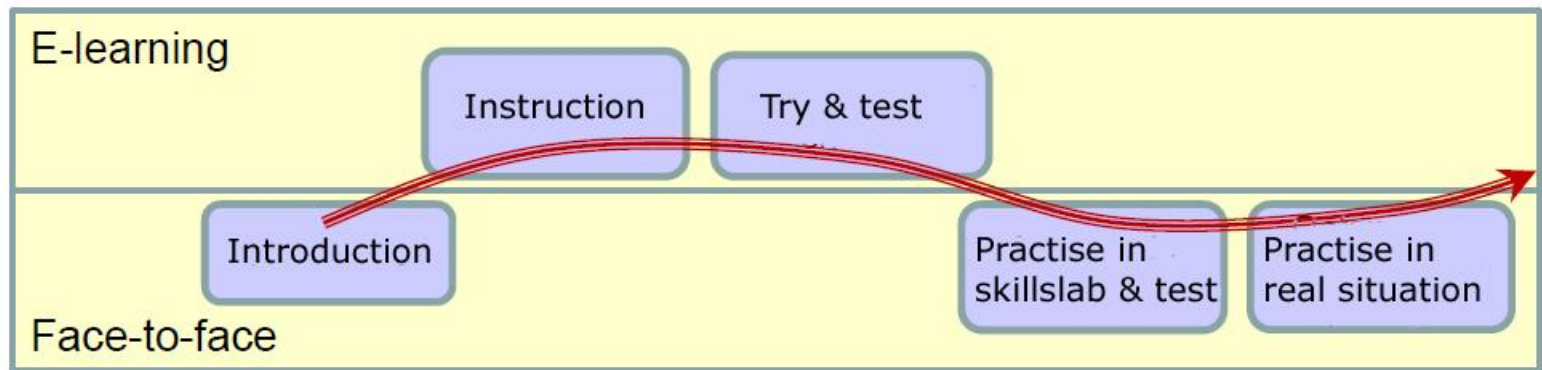 E-learning
Instruction
Try & test
Introduction
Practise in
skillslab & test
Practise in
real situation
Face-to-face